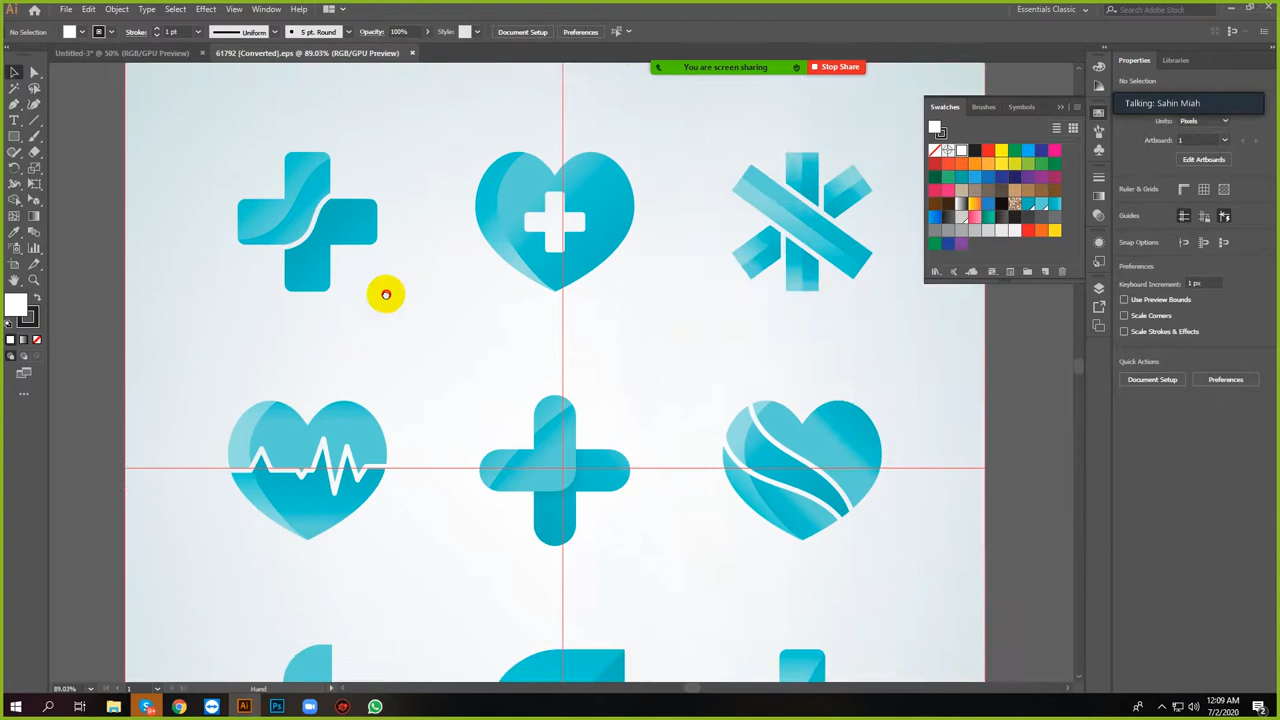 Ai File Edit Object Type Select Effect View Window Help Essentials Classic Search Adobe Stock
No Selection Stroke: 1 pt Uniform 5 pt. Round Opacity: 100% Style: Document Setup Preferences
Untitled-3* @ 50% (RGB/GPU Preview) × 61792 [Converted].eps @ 89.03% (RGB/GPU Preview) ×
You are screen sharing Stop Share
Properties Libraries
No Selection
Talking: Sahin Miah
Units: Pixels
Artboard: 1
Edit Artboards
Ruler & Grids
Guides
Snap Options
Preferences
Keyboard Increment: 1 px
Use Preview Bounds
Scale Corners
Scale Strokes & Effects
Quick Actions
Document Setup Preferences
Swatches Brushes Symbols
89.03% 1 Hand
Ai Ps
12:09 AM
7/2/2020